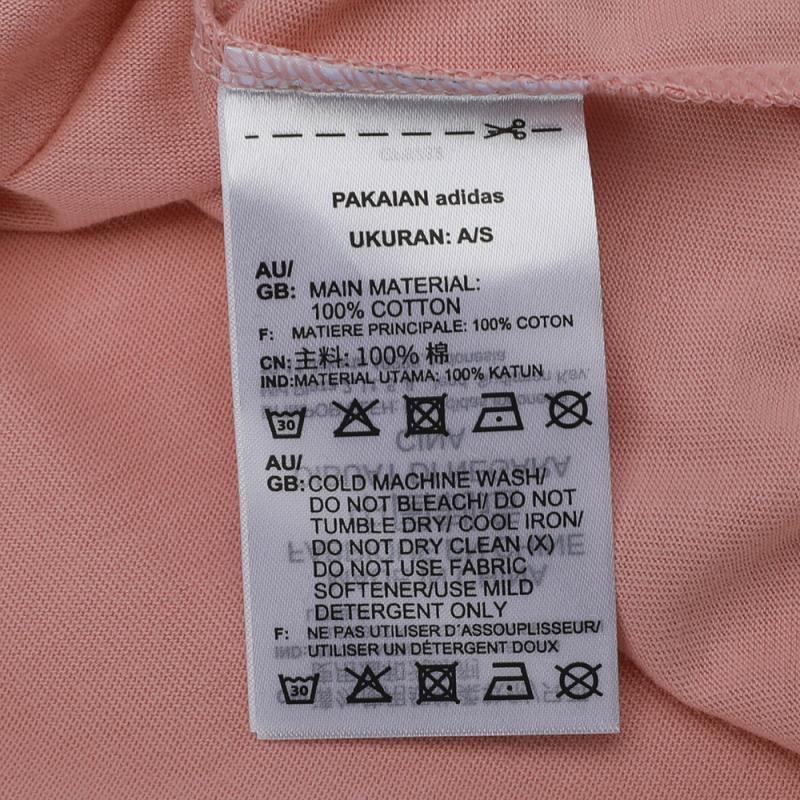 PAKAIAN adidas
UKURAN: A/S
AU/
GB: MAIN MATERIAL:
100% COTTON
F: MATIERE PRINCIPALE: 100% COTON
CN: 主料: 100% 棉
IND: MATERIAL UTAMA: 100% KATUN
30
AU/
GB: COLD MACHINE WASH/
DO NOT BLEACH/ DO NOT
TUMBLE DRY/ COOL IRON/
DO NOT DRY CLEAN (X)
DO NOT USE FABRIC
SOFTENER/USE MILD
DETERGENT ONLY
F: NE PAS UTILISER D'ASSOUPLISSEUR/
UTILISER UN DÉTERGENT DOUX
30